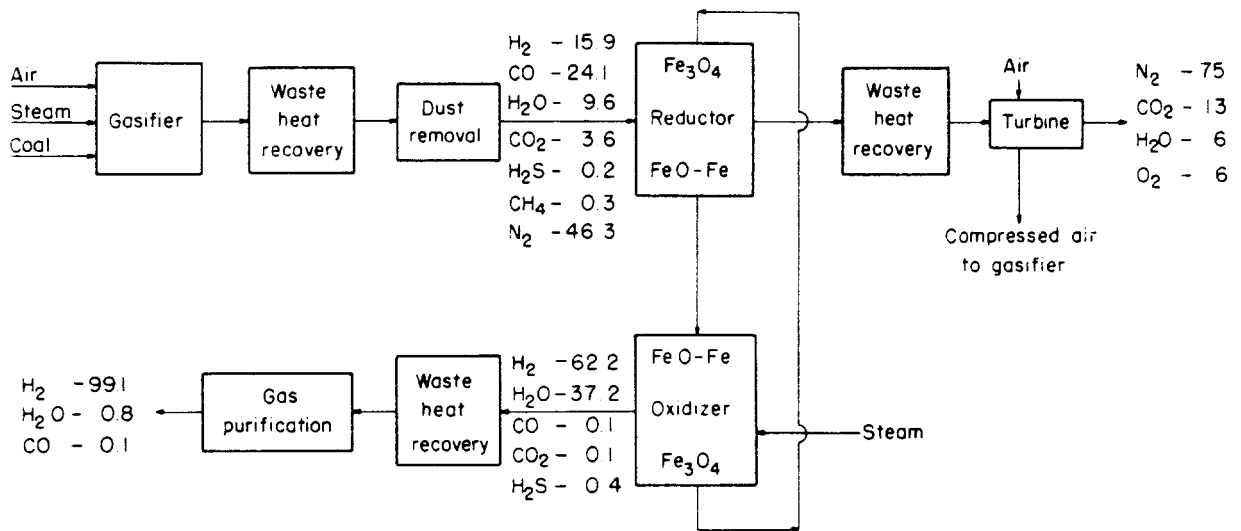 Air
Steam
Coal
Gasifier
Waste
heat
recovery
Dust
removal
H₂ - 15.9
CO - 24.1
H₂O - 9.6
CO₂ - 3.6
H₂S - 0.2
CH₄ - 0.3
N₂ - 46.3
Fe₃O₄
Reductor
FeO-Fe
Waste
heat
recovery
Air
Turbine
Compressed air
to gasifier
N₂ - 75
CO₂ - 13
H₂O - 6
O₂ - 6
H₂ - 99.1
H₂O - 0.8
CO - 0.1
Gas
purification
Waste
heat
recovery
H₂ - 62.2
H₂O - 37.2
CO - 0.1
CO₂ - 0.1
H₂S - 0.4
FeO-Fe
Oxidizer
Fe₃O₄
Steam